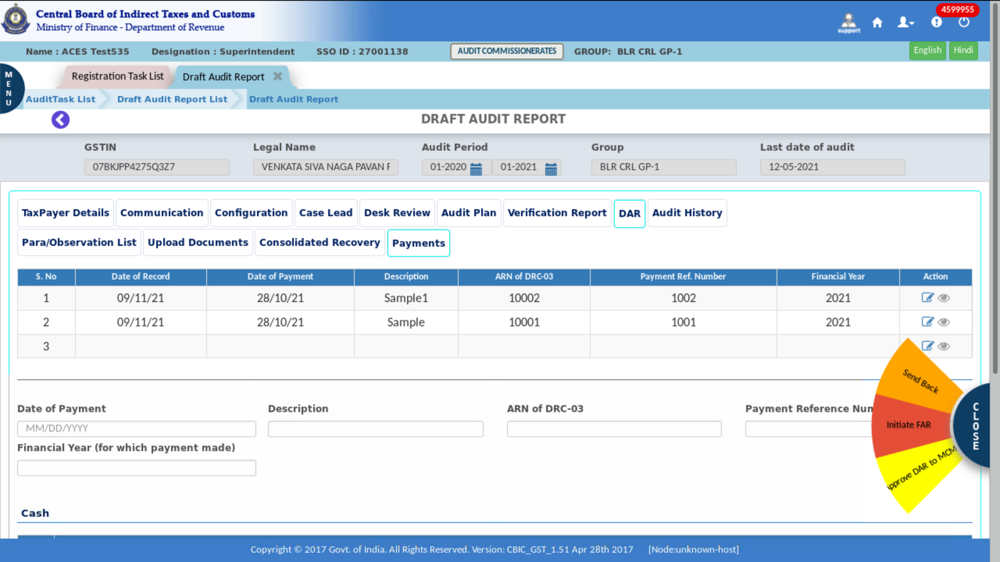 Central Board of Indirect Taxes and Customs
Ministry of Finance - Department of Revenue
support
4599955
Name : ACES Test535 Designation : Superintendent SSO ID : 27001138 AUDIT COMMISSIONERATES GROUP: BLR CRL GP-1 English Hindi
MENU
Registration Task List Draft Audit Report
AuditTask List Draft Audit Report List Draft Audit Report
DRAFT AUDIT REPORT
GSTIN Legal Name Audit Period Group Last date of audit
07BKJPP4275Q3Z7 VENKATA SIVA NAGA PAVAN 01-2020 01-2021 BLR CRL GP-1 12-05-2021
TaxPayer Details Communication Configuration Case Lead Desk Review Audit Plan Verification Report DAR Audit History
Para/Observation List Upload Documents Consolidated Recovery Payments
S. No Date of Record Date of Payment Description ARN of DRC-03 Payment Ref. Number Financial Year Action
1 09/11/21 28/10/21 Sample1 10002 1002 2021
2 09/11/21 28/10/21 Sample 10001 1001 2021
3
Send Back
Initiate FAR
pprove DAR to MCM
CLOSE
Date of Payment Description ARN of DRC-03 Payment Reference Num
MM/DD/YYYY
Financial Year (for which payment made)
Cash
Copyright © 2017 Govt. of India. All Rights Reserved. Version: CBIC_GST_1.51 Apr 28th 2017 [Node:unknown-host]